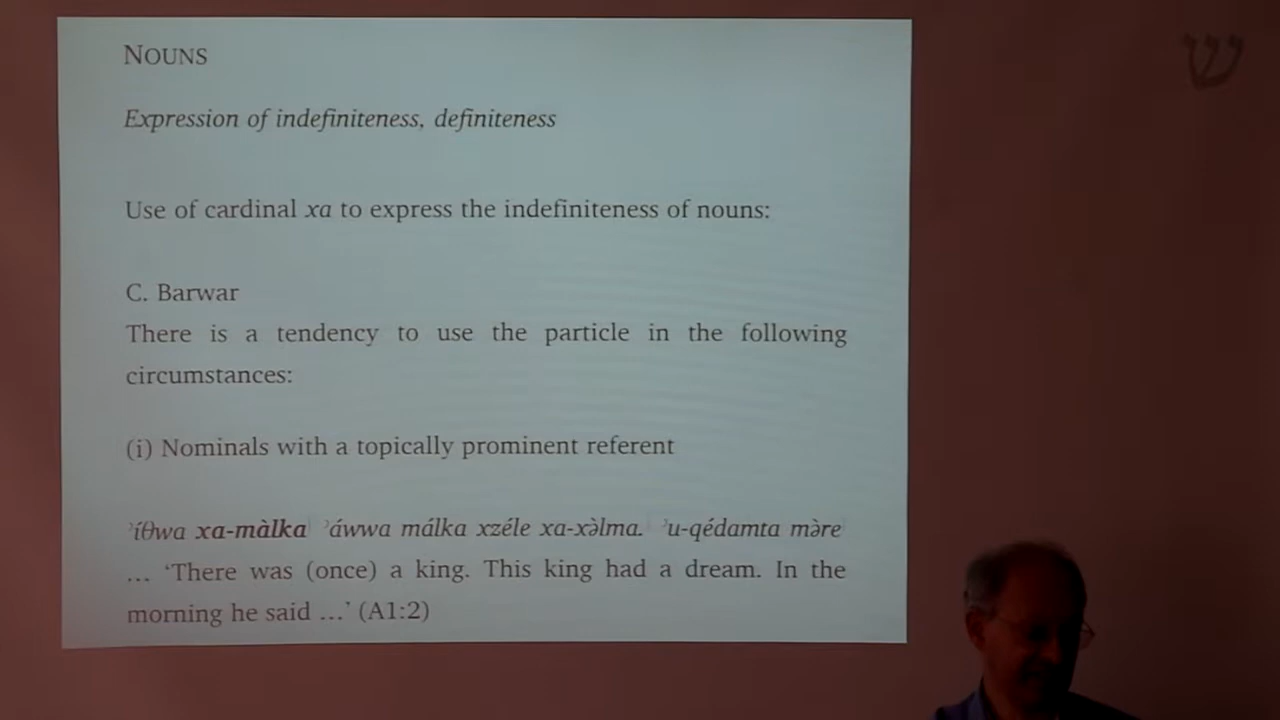 NOUNS
Expression of indefiniteness, definiteness
Use of cardinal xa to express the indefiniteness of nouns:
C. Barwar
There is a tendency to use the particle in the following
circumstances:
(i) Nominals with a topically prominent referent
ʾíθwa xa-màlkaˈ ʾáwwa málka xzéle xa-xə̀lma.ˈ ʾu-qédamta mə̀reˈ
... ‘There was (once) a king. This king had a dream. In the
morning he said ...’ (A1:2)
ש